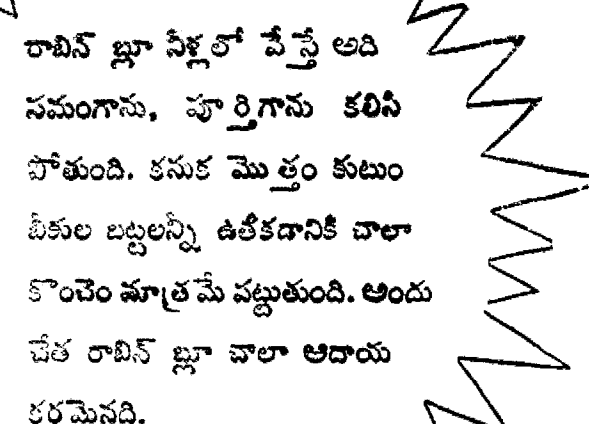 రాబిన్ బ్లూ నీళ్లలో వేస్తే అది
సమంగాను, పూర్తిగాను కలిసి
పోతుంది. కనుక మొత్తం కుటుం
బీకుల బట్టలన్నీ ఉతికడానికి చాలా
కొంచెం మాత్రమే పట్టుతుంది. అందు
చేత రాబిన్ బ్లూ చాలా ఆదాయ
కరమైనది.